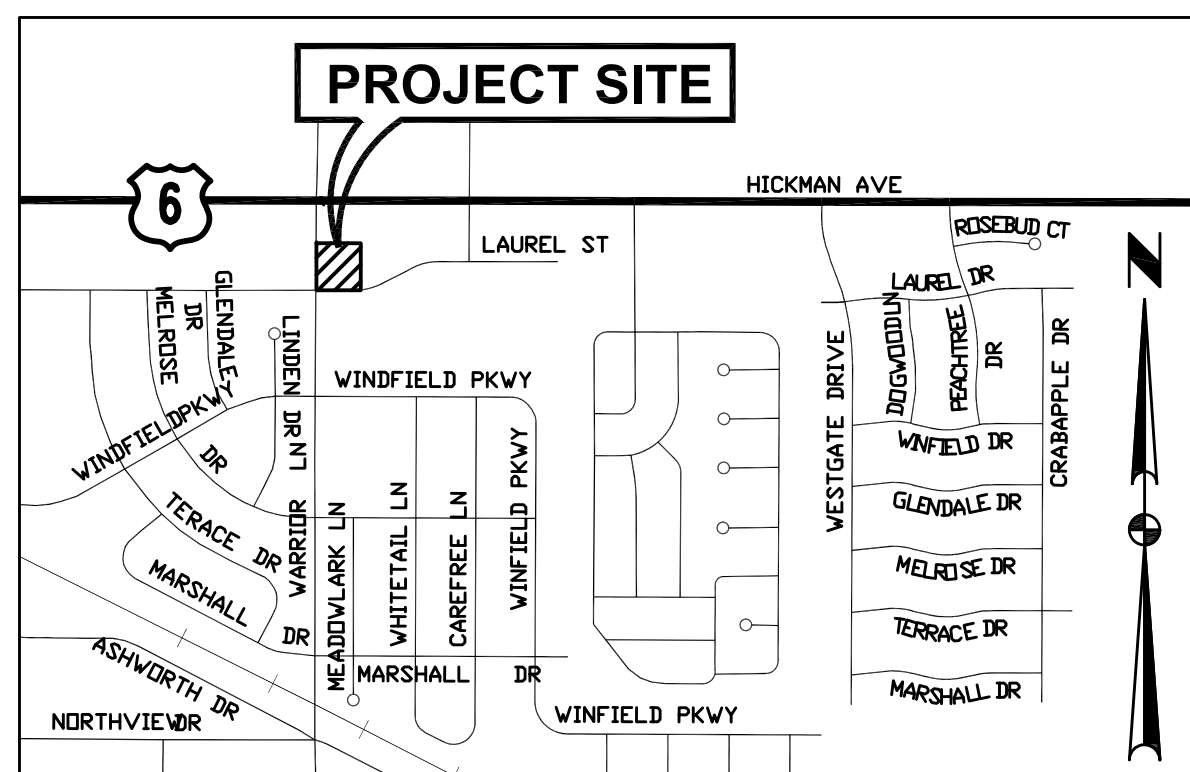 PROJECT SITE
HICKMAN AVE
6
ROSEBUD CT
LAUREL ST
N
LAUREL DR
GLENDALE
DR
MELROSE
LINDEN DR
DOGWOOD LN
PEACHTREE
DR
WESTGATE DRIVE
CRABAPPLE DR
WINDFIELD PKWY
WINDFIELD PKWY
DR
LN
WARRIOR
WINFIELD DR
GLENDALE DR
TERACE DR
MEADOWLARK LN
WHITETAIL LN
CAREFREE LN
WINFIELD PKWY
MELROSE DR
MARSHALL
DR
TERRACE DR
ASHWORTH DR
MARSHALL DR
MARSHALL DR
NORTHVIEW DR
WINFIELD PKWY